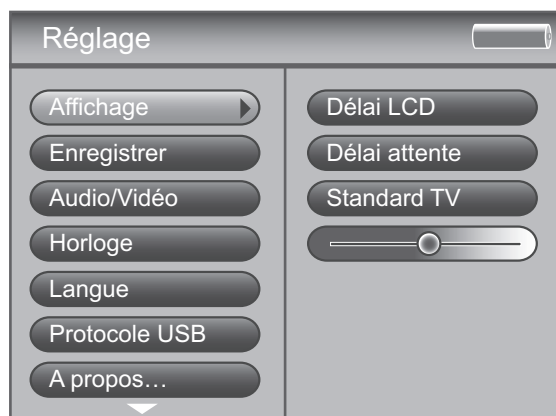 Réglage
Affichage
Enregistrer
Audio/Vidéo
Horloge
Langue
Protocole USB
A propos…
Délai LCD
Délai attente
Standard TV